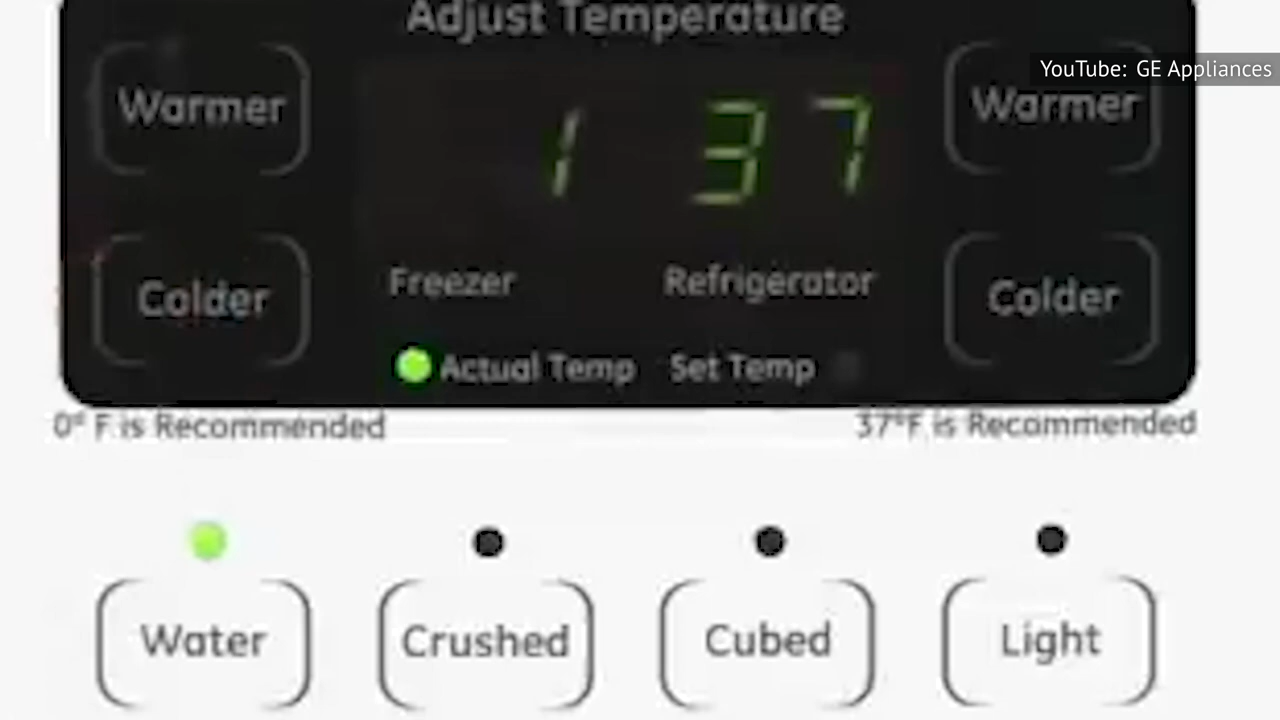 Adjust Temperature
YouTube: GE Appliances
Warmer
1 37
Warmer
Colder
Freezer Refrigerator
Colder
Actual Temp Set Temp
0° F is Recommended
37°F is Recommended
Water Crushed Cubed Light